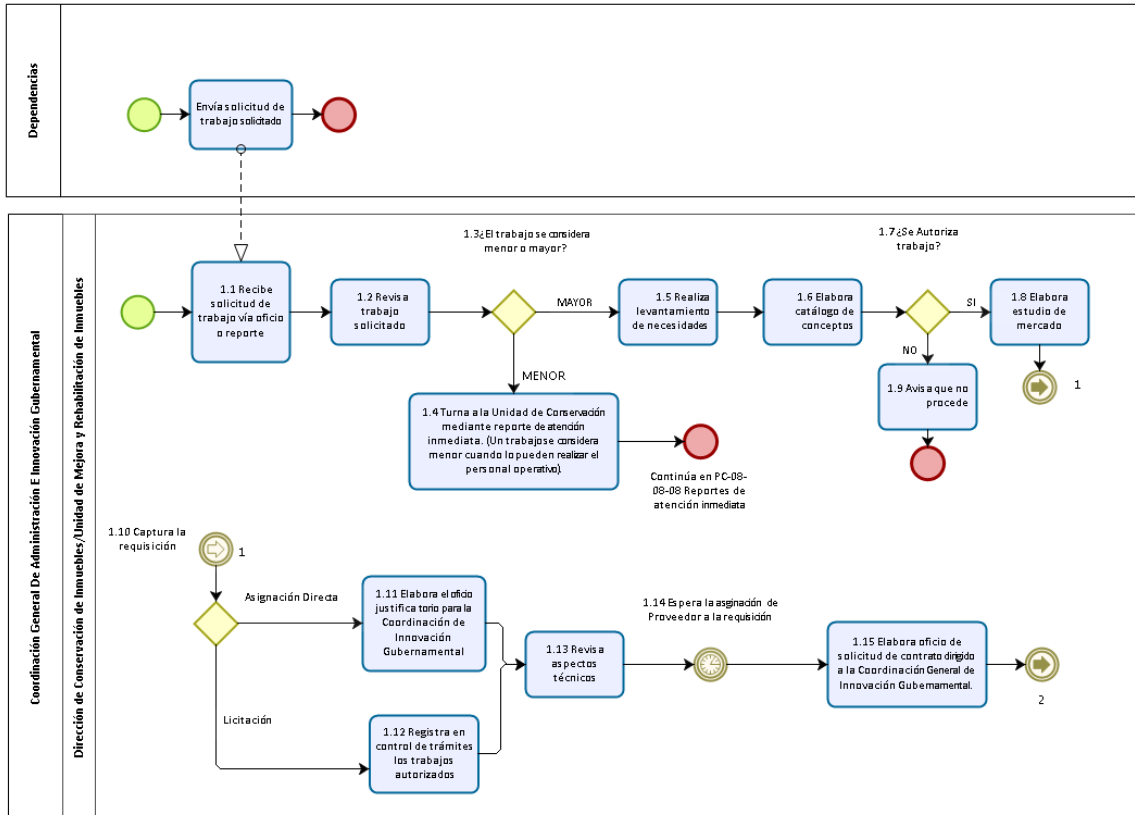 Dependencias
Envía solicitud de
trabajo solicitado
Coordinación General De Administración E Innovación Gubernamental
Dirección de Conservación de Inmuebles/Unidad de Mejora y Rehabilitación de Inmuebles
1.3¿El trabajo se considera
menor o mayor?
1.7¿Se Autoriza
trabajo?
1.1 Recibe
solicitud de
trabajo vía oficio
o reporte
1.2 Revisa
trabajo
solicitado
MAYOR
1.5 Realiza
levantamiento
de necesidades
1.6 Elabora
catálogo de
conceptos
SI
1.8 Elabora
estudio de
mercado
MENOR
NO
1
1.9 Avisa que no
procede
1.4 Turna a la Unidad de Conservación
mediante reporte de atención
inmediata. (Un trabajo se considera
menor cuando lo pueden realizar el
personal operativo).
Continúa en PC-08-
08-08 Reportes de
atención inmediata
1.10 Captura la
requisición
1
Asignación Directa
1.11 Elabora el oficio
justificatorio para la
Coordinación de
Innovación
Gubernamental
1.13 Revisa
aspectos
técnicos
1.14 Espera la asginación de
Proveedor a la requisición
1.15 Elabora oficio de
solicitud de contrato dirigido
a la Coordinación General de
Innovación Gubernamental.
2
Licitación
1.12 Registra en
control de trámites
los trabajos
autorizados